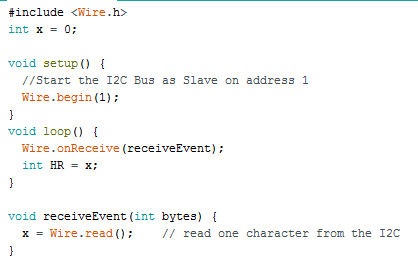 #include <Wire.h>
int x = 0;
void setup() {
//Start the I2C Bus as Slave on address 1
Wire.begin(1);
}
void loop() {
Wire.onReceive(receiveEvent);
int HR = x;
}
void receiveEvent(int bytes) {
x = Wire.read();    // read one character from the I2C
}